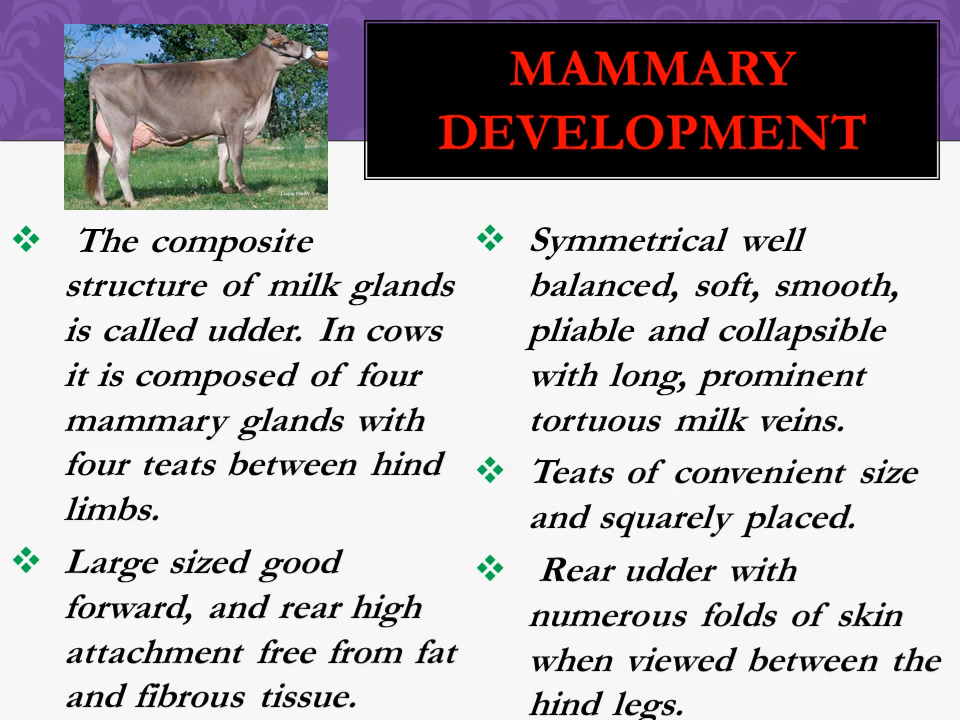 MAMMARY
DEVELOPMENT
The composite
structure of milk glands
is called udder. In cows
it is composed of four
mammary glands with
four teats between hind
limbs.
Large sized good
forward, and rear high
attachment free from fat
and fibrous tissue.
Symmetrical well
balanced, soft, smooth,
pliable and collapsible
with long, prominent
tortuous milk veins.
Teats of convenient size
and squarely placed.
Rear udder with
numerous folds of skin
when viewed between the
hind legs.